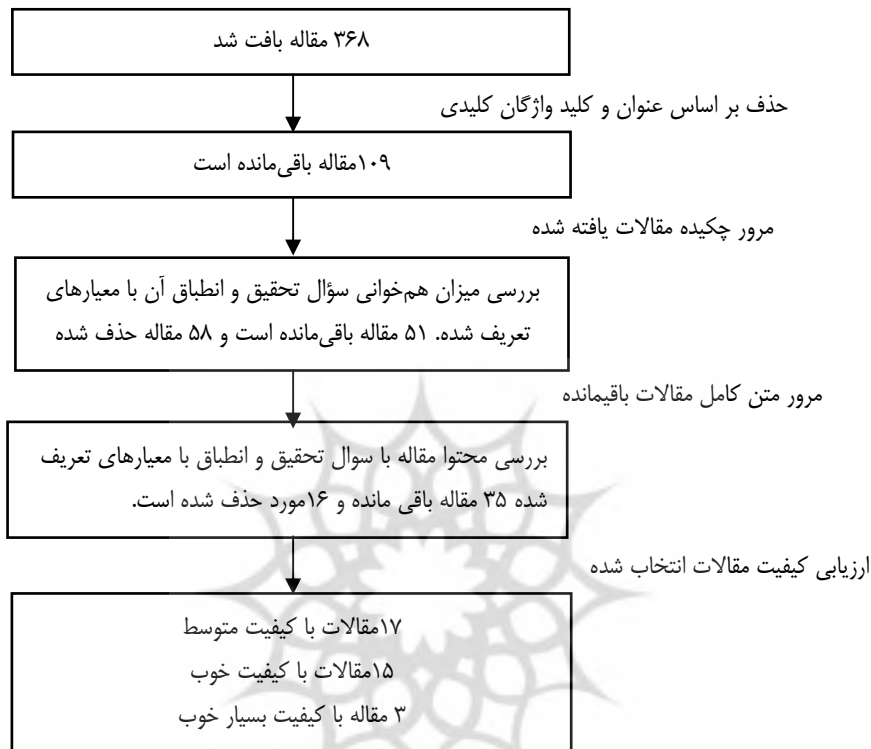 ۳۶۸ مقاله بافت شد
حذف بر اساس عنوان و کلید واژگان کلیدی
۱۰۹مقاله باقی‌مانده است
مرور چکیده مقالات یافته شده
بررسی میزان هم‌خوانی سؤال تحقیق و انطباق آن با معیارهای
تعریف شده. ۵۱ مقاله باقی‌مانده است و ۵۸ مقاله حذف شده
مرور متن کامل مقالات باقیمانده
بررسی محتوا مقاله با سوال تحقیق و انطباق با معیارهای تعریف
شده ۳۵ مقاله باقی مانده و ۱۶مورد حذف شده است.
ارزیابی کیفیت مقالات انتخاب شده
۱۷مقالات با کیفیت متوسط
۱۵مقالات با کیفیت خوب
۳ مقاله با کیفیت بسیار خوب